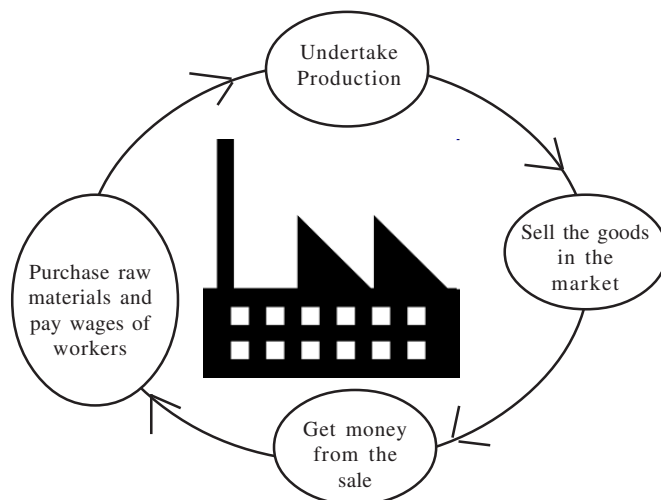 Undertake
Production
Sell the goods
in the
market
Purchase raw
materials and
pay wages of
workers
Get money
from the
sale